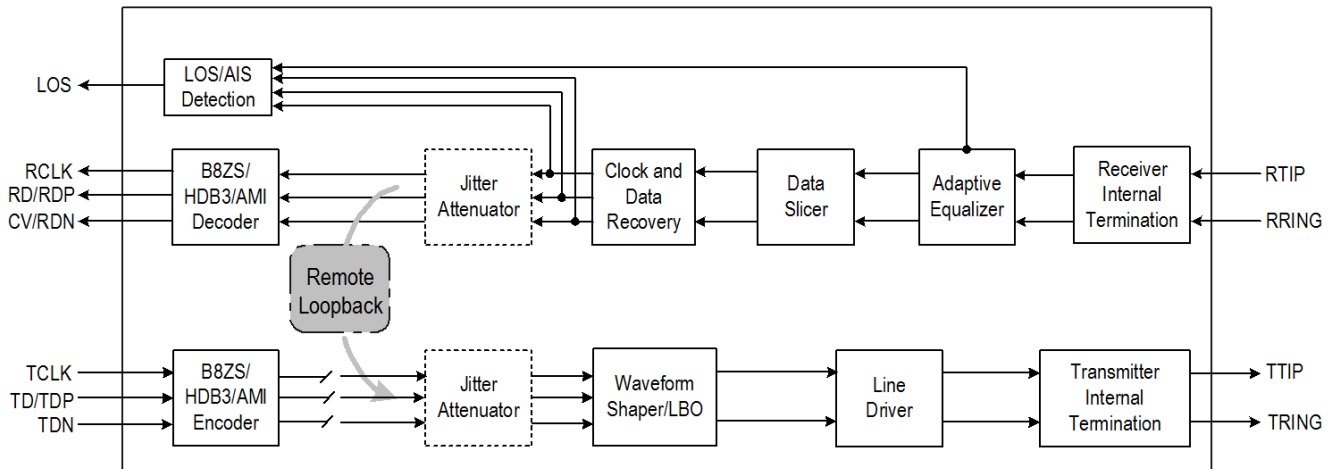 LOS
LOS/AIS
Detection
RCLK
RD/RDP
CV/RDN
B8ZS/
HDB3/AMI
Decoder
Jitter
Attenuator
Clock and
Data
Recovery
Data
Slicer
Adaptive
Equalizer
Receiver
Internal
Termination
RTIP
RRING
Remote
Loopback
TCLK
TD/TDP
TDN
B8ZS/
HDB3/AMI
Encoder
Jitter
Attenuator
Waveform
Shaper/LBO
Line
Driver
Transmitter
Internal
Termination
TTIP
TRING